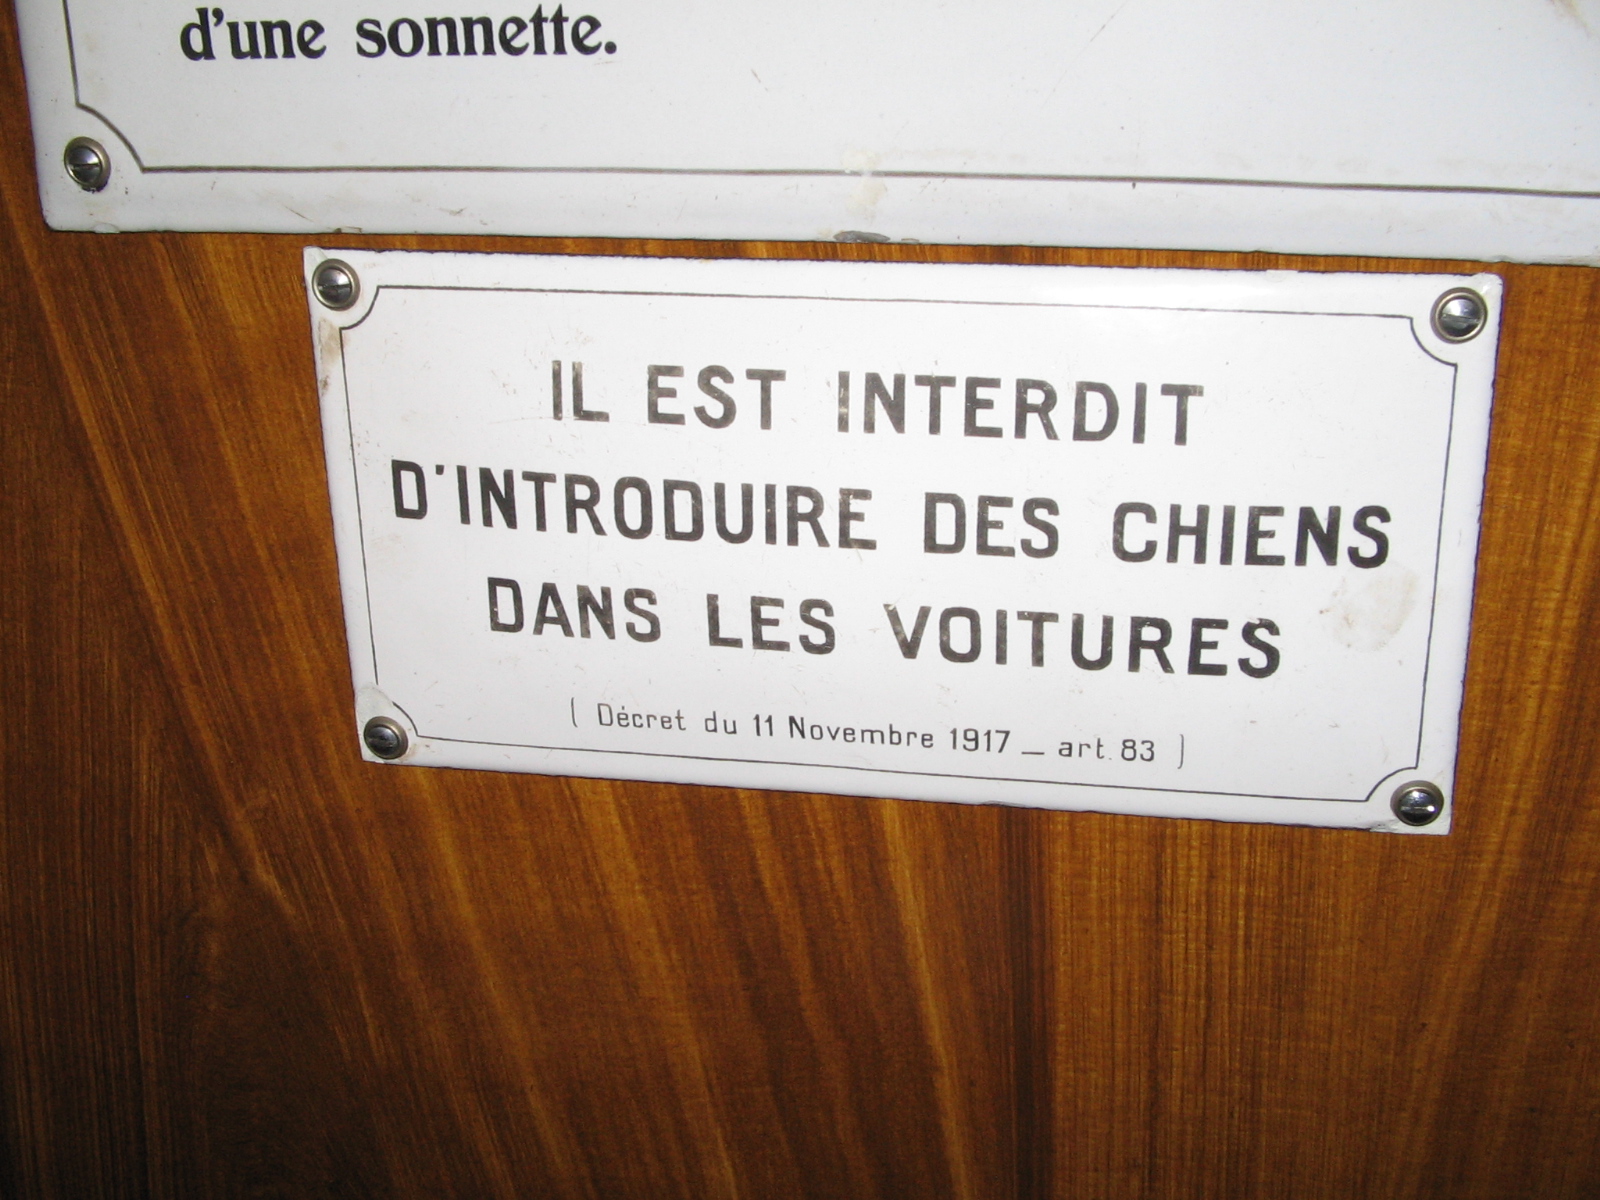 d'une sonnette.
IL EST INTERDIT
D'INTRODUIRE DES CHIENS
DANS LES VOITURES
( Décret du 11 Novembre 1917 _ art. 83 )